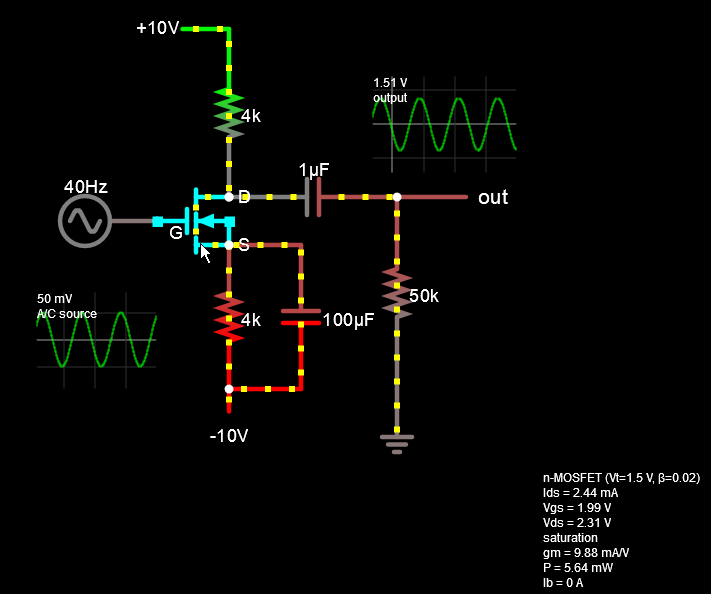 +10V
4k
1.51 V
output
40Hz
D
1µF
out
G
S
50 mV
A/C source
4k
100µF
50k
-10V
n-MOSFET (Vt=1.5 V, β=0.02)
Ids = 2.44 mA
Vgs = 1.99 V
Vds = 2.31 V
saturation
gm = 9.88 mA/V
P = 5.64 mW
Ib = 0 A